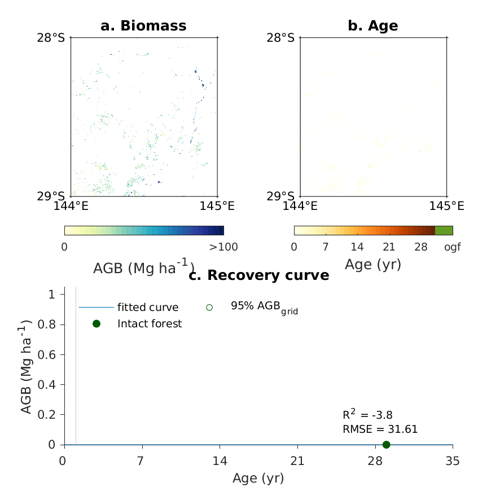 a. Biomass
b. Age
28°S
28°S
29°S
29°S
144°E
145°E
144°E
145°E
0
>100
0
7
14
21
28
ogf
AGB (Mg ha⁻¹)
Age (yr)
c. Recovery curve
1
0.8
0.6
0.4
0.2
0
AGB (Mg ha⁻¹)
fitted curve
95% AGB_grid
Intact forest
R² = -3.8
RMSE = 31.61
0
7
14
21
28
35
Age (yr)